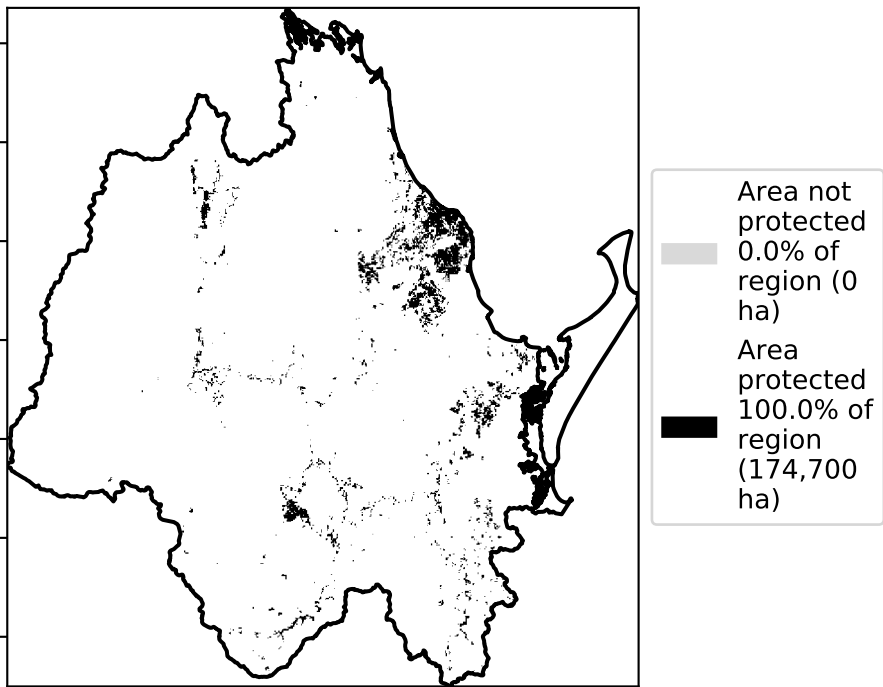 Area not
protected
0.0% of
region (0
ha)
Area
protected
100.0% of
region
(174,700
ha)